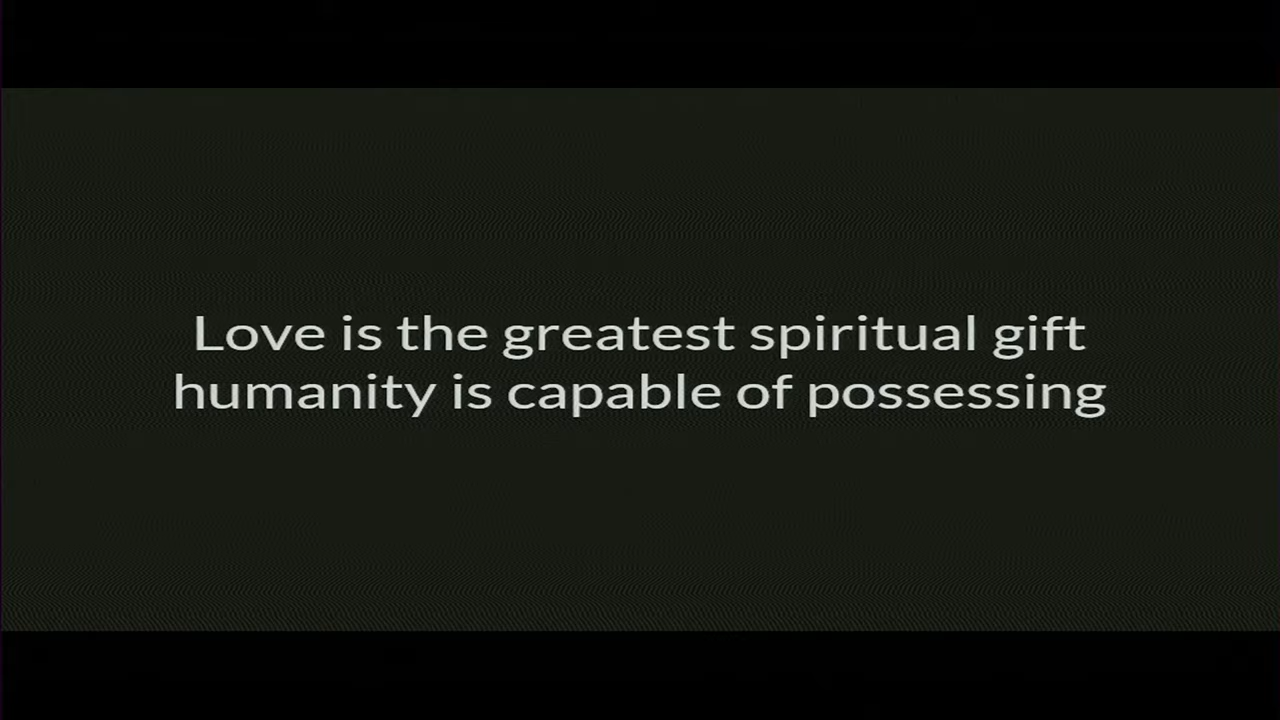 Love is the greatest spiritual gift
humanity is capable of possessing